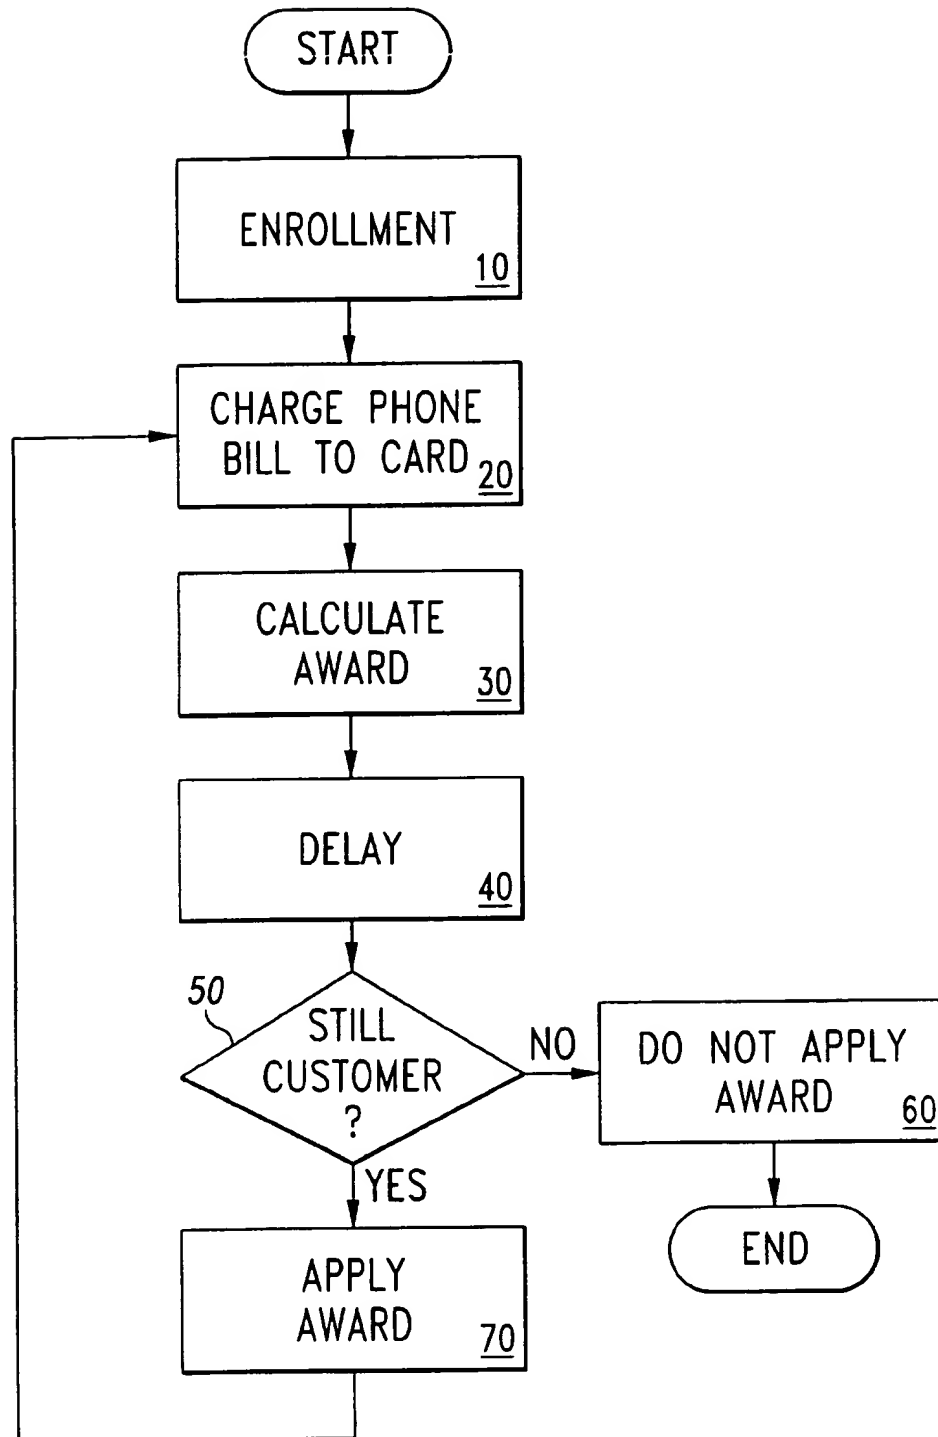 START
ENROLLMENT
10
CHARGE PHONE
BILL TO CARD
20
CALCULATE
AWARD
30
DELAY
40
50
STILL
CUSTOMER
?
NO
DO NOT APPLY
AWARD
60
YES
END
APPLY
AWARD
70